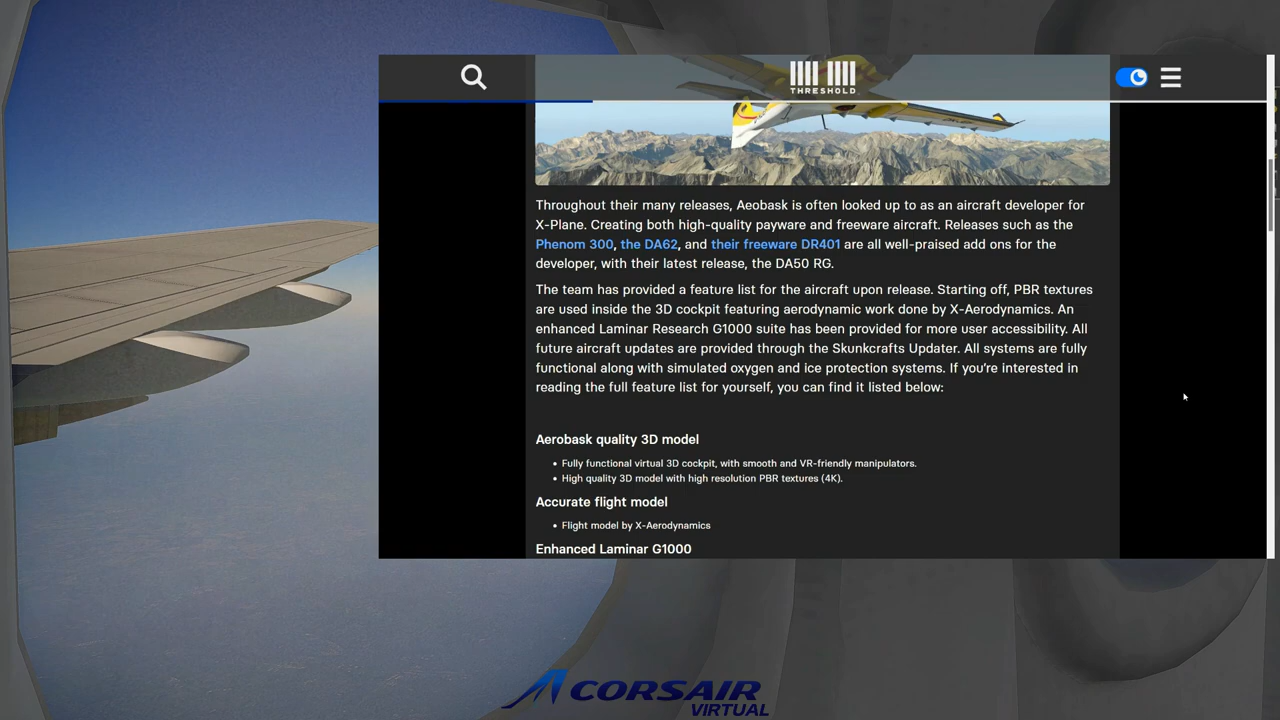 THRESHOLD
Throughout their many releases, Aeobask is often looked up to as an aircraft developer for
X-Plane. Creating both high-quality payware and freeware aircraft. Releases such as the
Phenom 300, the DA62, and their freeware DR401 are all well-praised add ons for the
developer, with their latest release, the DA50 RG.
The team has provided a feature list for the aircraft upon release. Starting off, PBR textures
are used inside the 3D cockpit featuring aerodynamic work done by X-Aerodynamics. An
enhanced Laminar Research G1000 suite has been provided for more user accessibility. All
future aircraft updates are provided through the Skunkcrafts Updater. All systems are fully
functional along with simulated oxygen and ice protection systems. If you're interested in
reading the full feature list for yourself, you can find it listed below:
Aerobask quality 3D model
• Fully functional virtual 3D cockpit, with smooth and VR-friendly manipulators.
• High quality 3D model with high resolution PBR textures (4K).
Accurate flight model
• Flight model by X-Aerodynamics
Enhanced Laminar G1000
CORSAIR
VIRTUAL